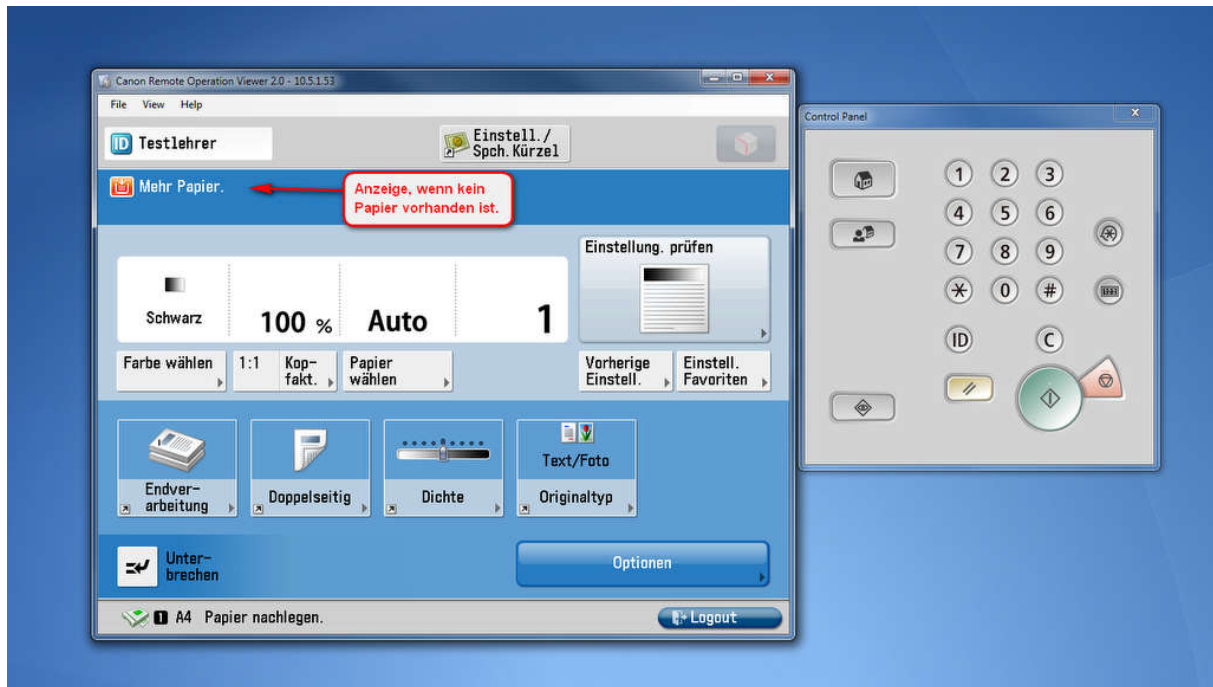 Canon Remote Operation Viewer 2.0 - 10.5.1.53
File View Help
ID Testlehrer
Einstell./
Spch. Kürzel
Mehr Papier.
Anzeige, wenn kein
Papier vorhanden ist.
Einstellung. prüfen
Schwarz
100 % Auto 1
Farbe wählen
1:1 Kop-
fakt.
Papier
wählen
Vorherige
Einstell.
Einstell.
Favoriten
Text/Foto
Endver-
arbeitung
Doppelseitig
Dichte
Originaltyp
Unter-
brechen
Optionen
1 A4 Papier nachlegen.
Logout
Control Panel
1 2 3
4 5 6
7 8 9
* 0 #
ID C